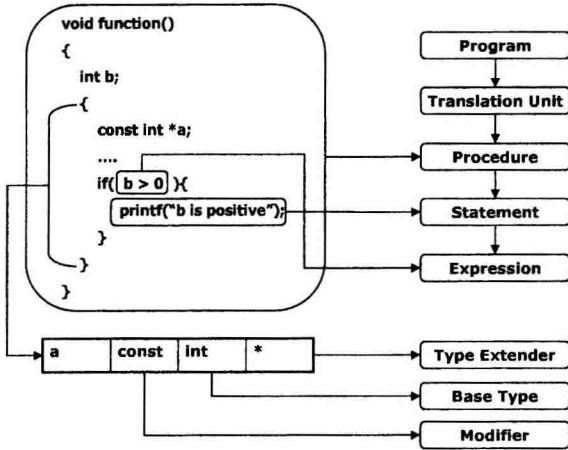 void function()
{
int b;
{
const int *a;
....
if( b > 0 ){
printf("b is positive");
}
}
}
Program
Translation Unit
Procedure
Statement
Expression
a const int *
Type Extender
Base Type
Modifier